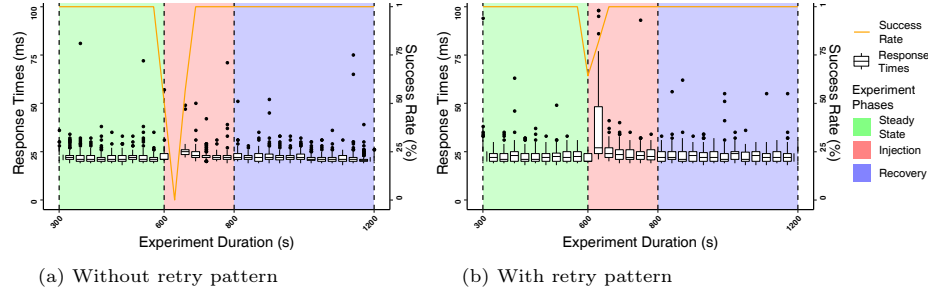 100
75
50
25
0
Response Times (ms)
300
600
800
1200
Experiment Duration (s)
1
75
50
25
0
Success Rate (%)
(a) Without retry pattern
100
75
50
25
0
Response Times (ms)
300
600
800
1200
Experiment Duration (s)
1
75
50
25
0
Success Rate (%)
(b) With retry pattern
Success
Rate
Response
Times
Experiment
Phases
Steady
State
Injection
Recovery